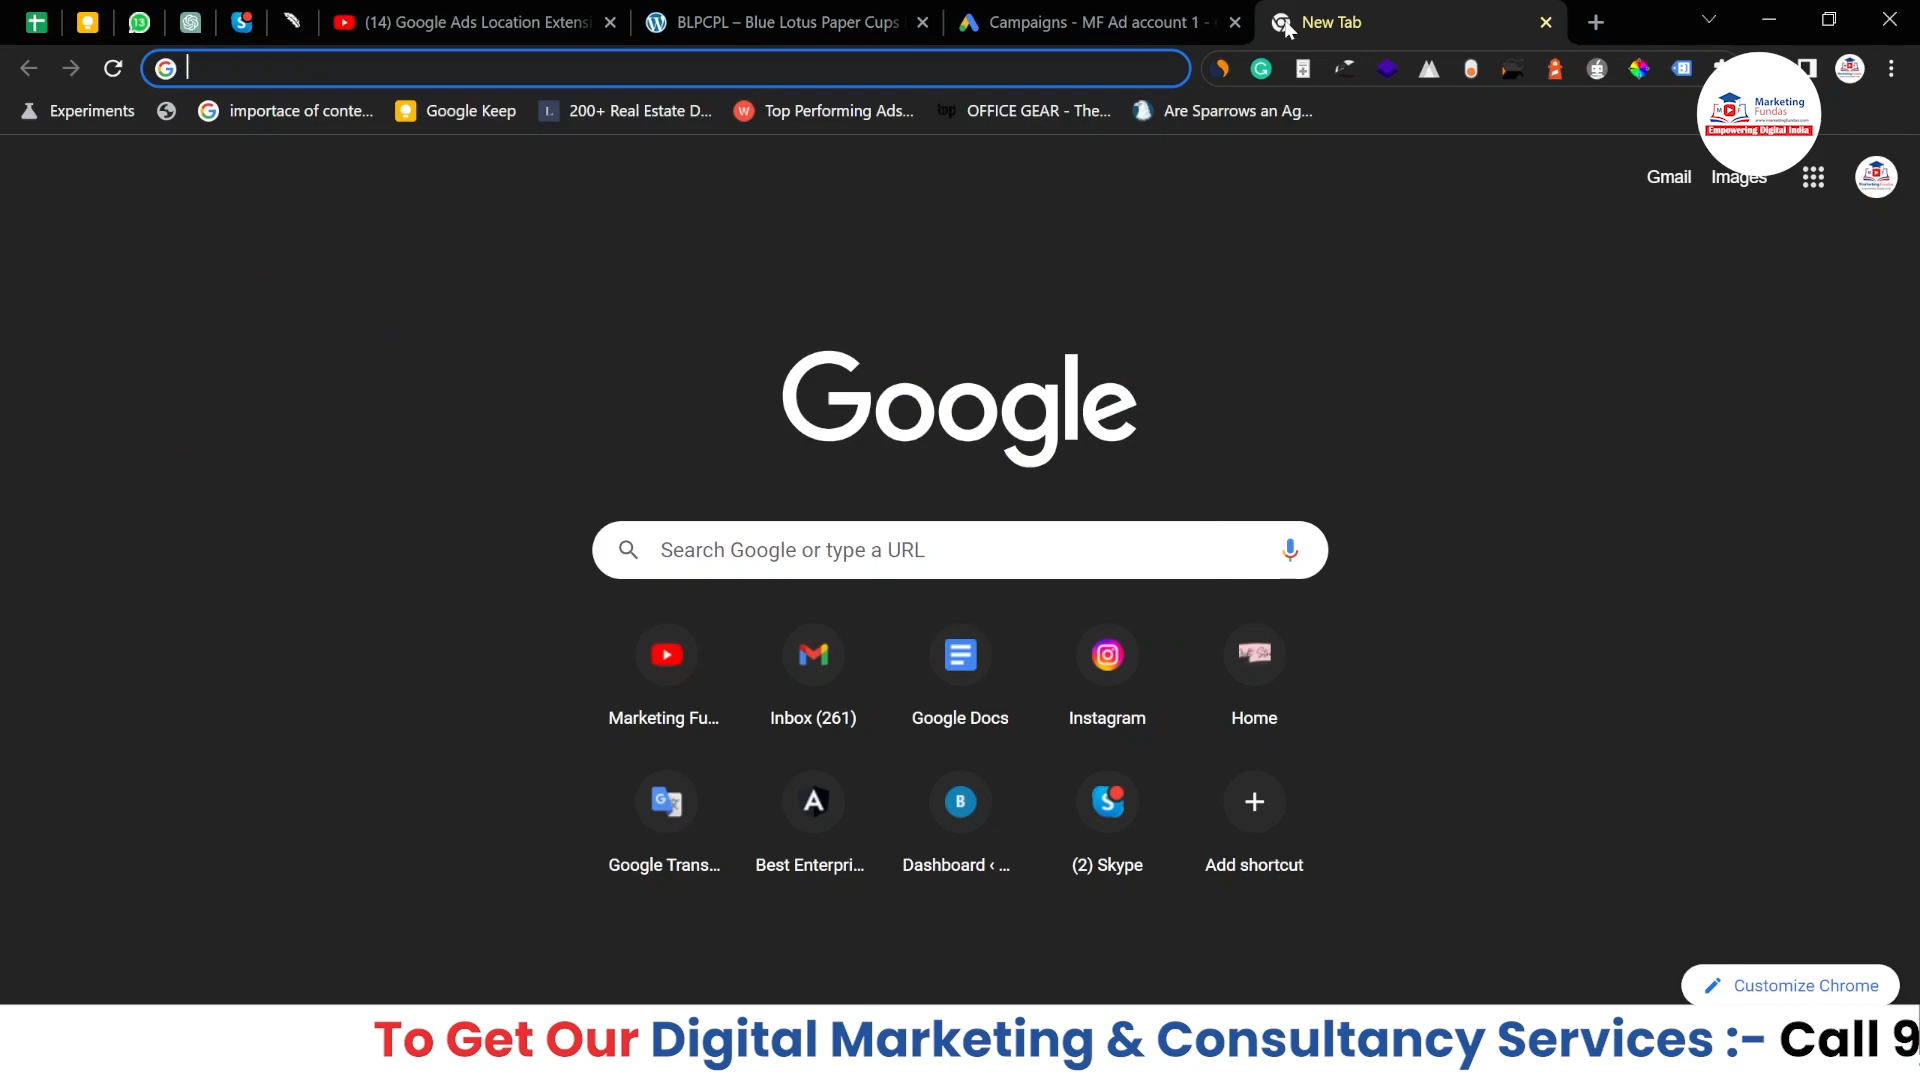 13
(14) Google Ads Location Extensi
BLPCPL – Blue Lotus Paper Cups
Campaigns - MF Ad account 1 -
New Tab
Experiments
importace of conte...
Google Keep
200+ Real Estate D...
Top Performing Ads...
OFFICE GEAR - The...
Are Sparrows an Ag...
Marketing
Fundas
www.marketingfundas.com
Empowering Digital India
Gmail
Images
Google
Search Google or type a URL
Marketing Fu...
Inbox (261)
Google Docs
Instagram
Home
Google Trans...
Best Enterpri...
Dashboard ‹ ...
(2) Skype
Add shortcut
Customize Chrome
To Get Our Digital Marketing & Consultancy Services :- Call 9